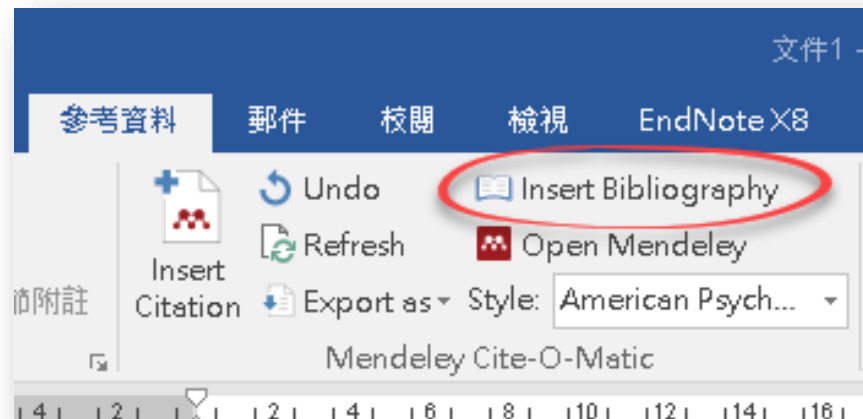 文件1 -
參考資料 郵件 校閱 檢視 EndNote X8
Undo Insert Bibliography
Refresh Open Mendeley
Insert Citation
節附註
Export as Style: American Psych...
Mendeley Cite-O-Matic
4 2 2 4 6 8 10 12 14 16